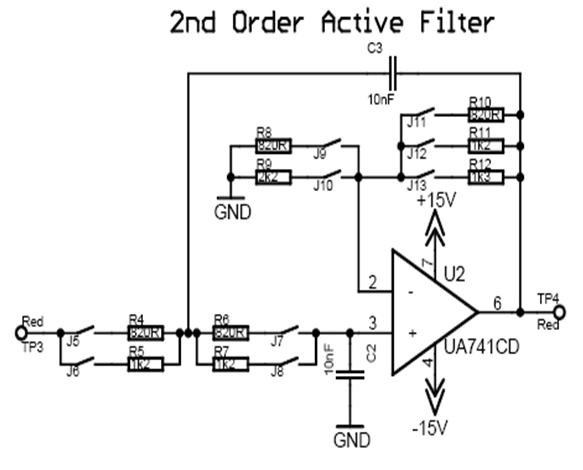 2nd Order Active Filter
C3
10nF
R10
J11
820R
R11
J12
1k2
R12
J13
1k3
R8
820R
J9
R9
2k2
J10
GND
+15V
7
U2
2
-
3
+
6
TP4
Red
UA741CD
4
-15V
Red
TP3
J5
R4
820R
J6
R5
1k2
R6
820R
J7
R7
1k2
J8
10nF
C2
GND